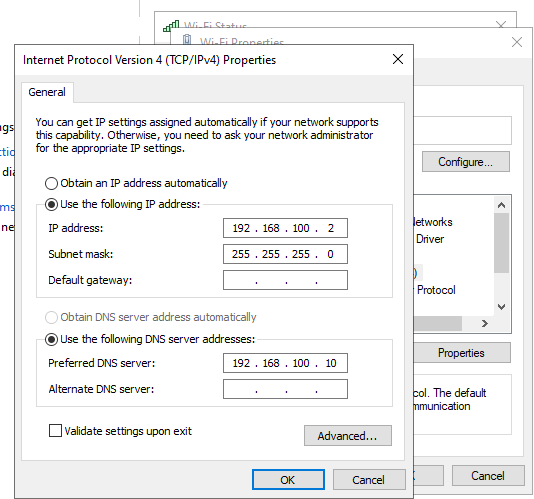 Wi-Fi Status
Wi-Fi Properties
Internet Protocol Version 4 (TCP/IPv4) Properties
General
You can get IP settings assigned automatically if your network supports
this capability. Otherwise, you need to ask your network administrator
for the appropriate IP settings.
Obtain an IP address automatically
Use the following IP address:
IP address: 192 . 168 . 100 . 2
Subnet mask: 255 . 255 . 255 . 0
Default gateway: . . .
Obtain DNS server address automatically
Use the following DNS server addresses:
Preferred DNS server: 192 . 168 . 100 . 10
Alternate DNS server: . . .
Validate settings upon exit
Advanced...
OK
Cancel
Configure...
Networks
Driver
)
Protocol
Properties
col. The default
mmunication
Cancel
ngs
ction
dia
ms
ne